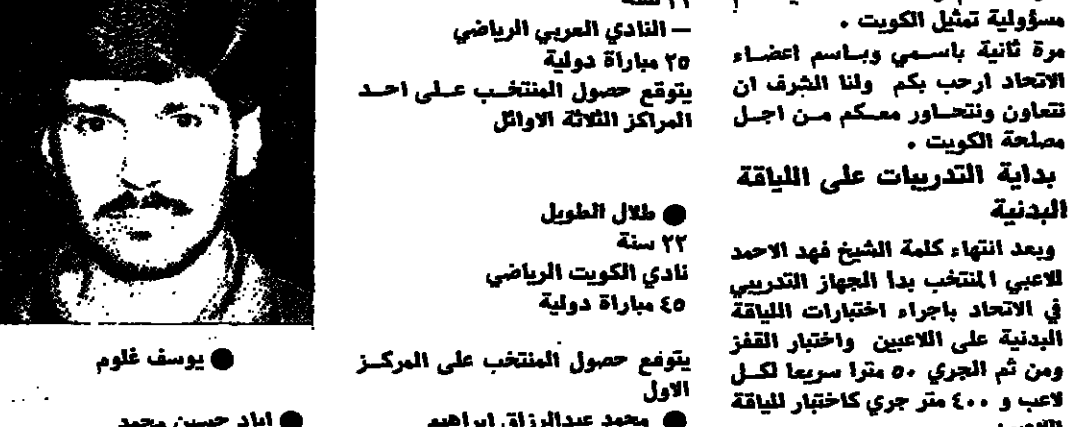 مسؤولية تمثيل الكويت .
مرة ثانية باسمي وباسم اعضاء
الاتحاد ارحب بكم ولنا الشرف ان
نتعاون ونتحاور معكم من اجل
مصلحة الكويت .
بداية التدريبات على اللياقة
البدنية
وبعد انتهاء كلمة الشيخ فهد الاحمد
للاعبي المنتخب بدا الجهاز التدريبي
في الاتحاد باجراء اختبارات اللياقة
البدنية على اللاعبين واختبار القفز
ومن ثم الجري ٥٠ مترا سريعا لكل
لاعب و ٤٠٠ متر جري كاختبار للياقة
— النادي العربي الرياضي
٢٥ مباراة دولية
يتوقع حصول المنتخب على احد
المراكز الثلاثة الاوائل
● طلال الطويل
٢٢ سنة
نادي الكويت الرياضي
٤٥ مباراة دولية
يتوقع حصول المنتخب على المركز
الاول
● محمد عبدالرزاق ابراهيم
● يوسف غلوم
● اياد حسين محمد